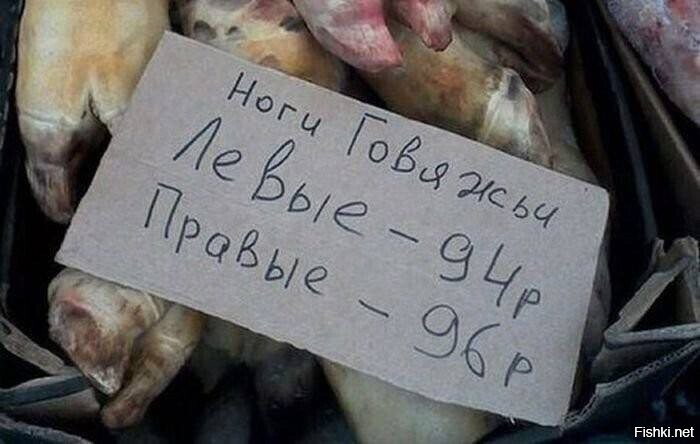 Ноги Говяжьи
Левые - 94р
Правые - 96р
Fishki.net